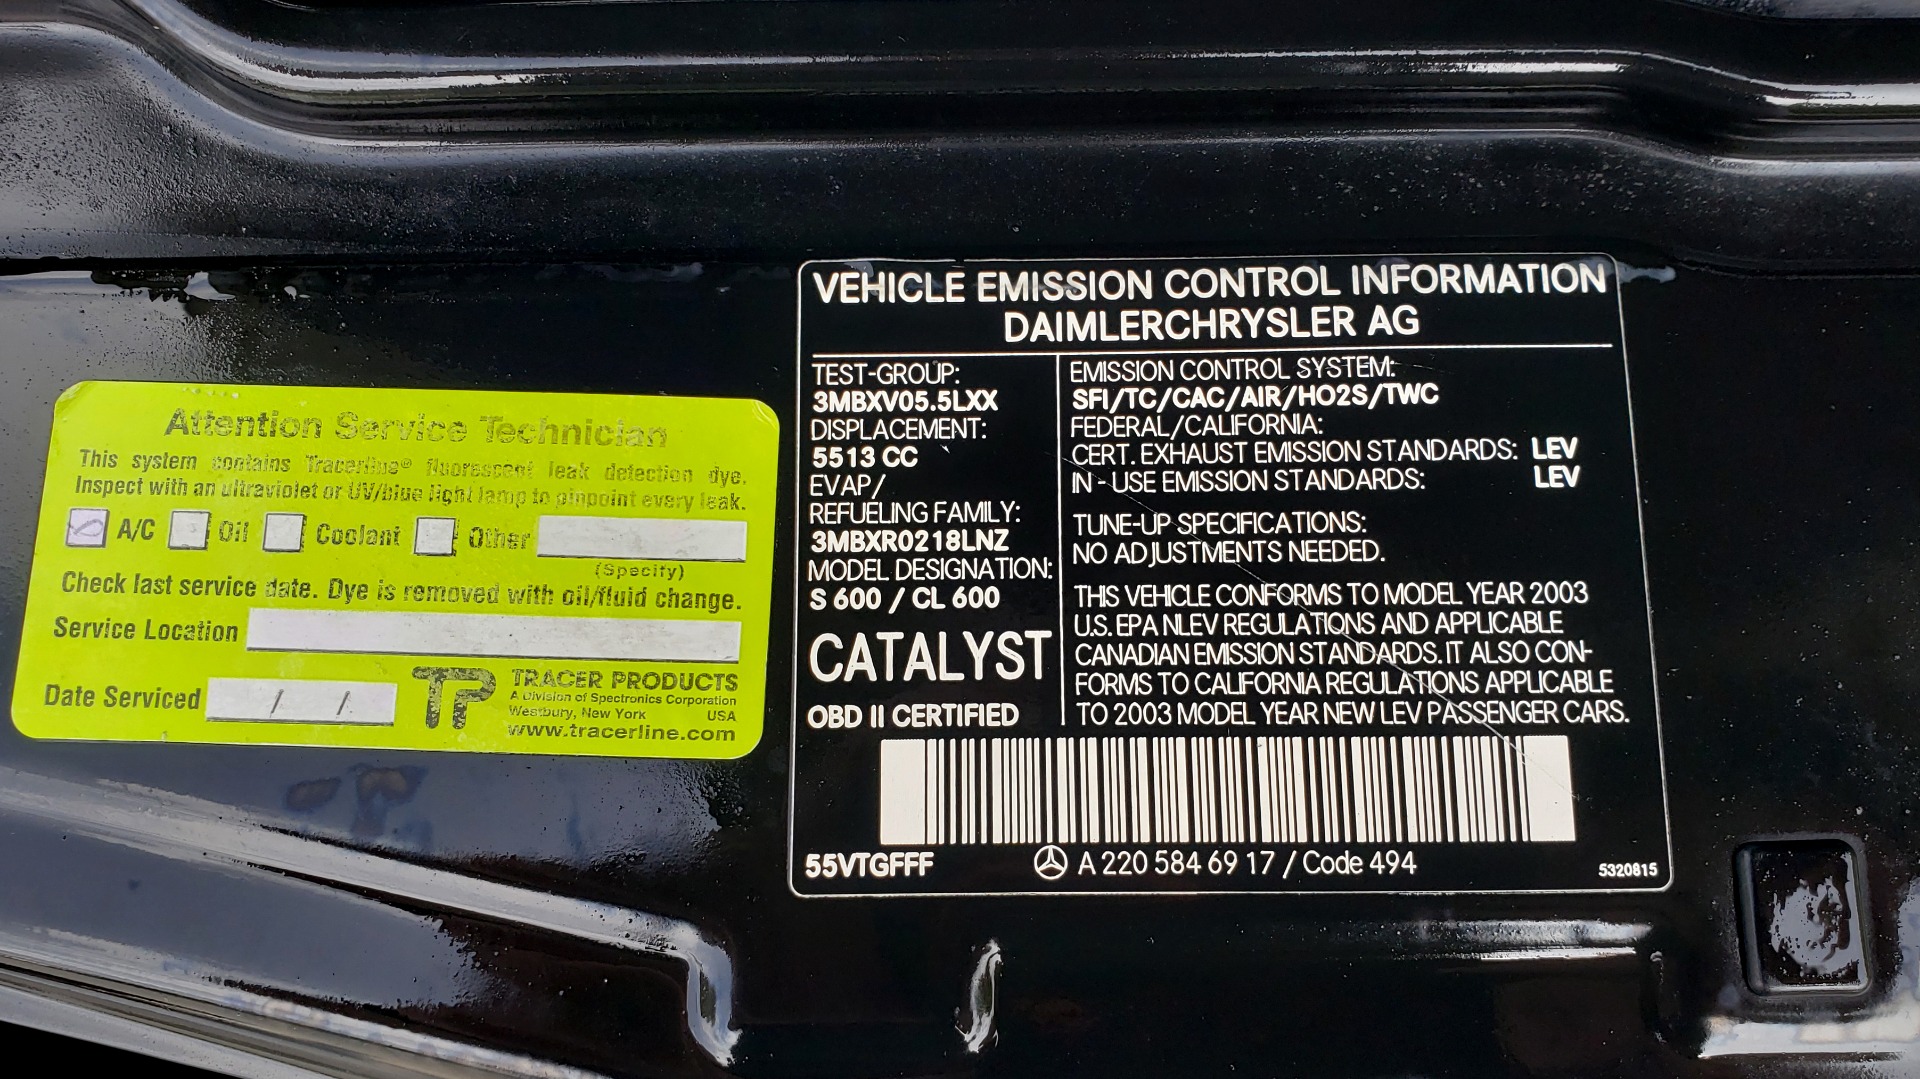 Attention Service Technician
This system contains Tracerline® fluorescent leak detection dye.
Inspect with an ultraviolet or UV/blue light lamp to pinpoint every leak.
A/C Oil Coolant Other
(Specify)
Check last service date. Dye is removed with oil/fluid change.
Service Location
Date Serviced / /
TP
TRACER PRODUCTS
A Division of Spectronics Corporation
Westbury, New York USA
www.tracerline.com
VEHICLE EMISSION CONTROL INFORMATION
DAIMLERCHRYSLER AG
TEST-GROUP:
3MBXV05.5LXX
DISPLACEMENT:
5513 CC
EVAP/
REFUELING FAMILY:
3MBXR0218LNZ
MODEL DESIGNATION:
S 600 / CL 600
CATALYST
OBD II CERTIFIED
EMISSION CONTROL SYSTEM:
SFI/TC/CAC/AIR/HO2S/TWC
FEDERAL/CALIFORNIA:
CERT. EXHAUST EMISSION STANDARDS: LEV
IN - USE EMISSION STANDARDS: LEV
TUNE-UP SPECIFICATIONS:
NO ADJUSTMENTS NEEDED.
THIS VEHICLE CONFORMS TO MODEL YEAR 2003
U.S. EPA NLEV REGULATIONS AND APPLICABLE
CANADIAN EMISSION STANDARDS. IT ALSO CON-
FORMS TO CALIFORNIA REGULATIONS APPLICABLE
TO 2003 MODEL YEAR NEW LEV PASSENGER CARS.
55VTGFFF A 220 584 69 17 / Code 494 5320815